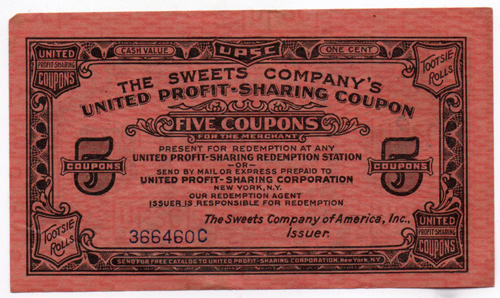 UNITED PROFIT-SHARING COUPONS
CASH VALUE
UPSC
ONE CENT
TOOTSIE ROLLS
THE SWEETS COMPANY'S
UNITED PROFIT-SHARING COUPON
FIVE COUPONS
FOR THE MERCHANT
5 COUPONS
5 COUPONS
PRESENT FOR REDEMPTION AT ANY
UNITED PROFIT-SHARING REDEMPTION STATION
-OR-
SEND BY MAIL OR EXPRESS PREPAID TO
UNITED PROFIT-SHARING CORPORATION
NEW YORK, N.Y.
OUR REDEMPTION AGENT
ISSUER IS RESPONSIBLE FOR REDEMPTION
The Sweets Company of America, Inc.,
Issuer.
366460C
TOOTSIE ROLLS
UNITED PROFIT-SHARING COUPONS
SEND FOR FREE CATALOG TO UNITED PROFIT-SHARING CORPORATION, New York, N.Y.